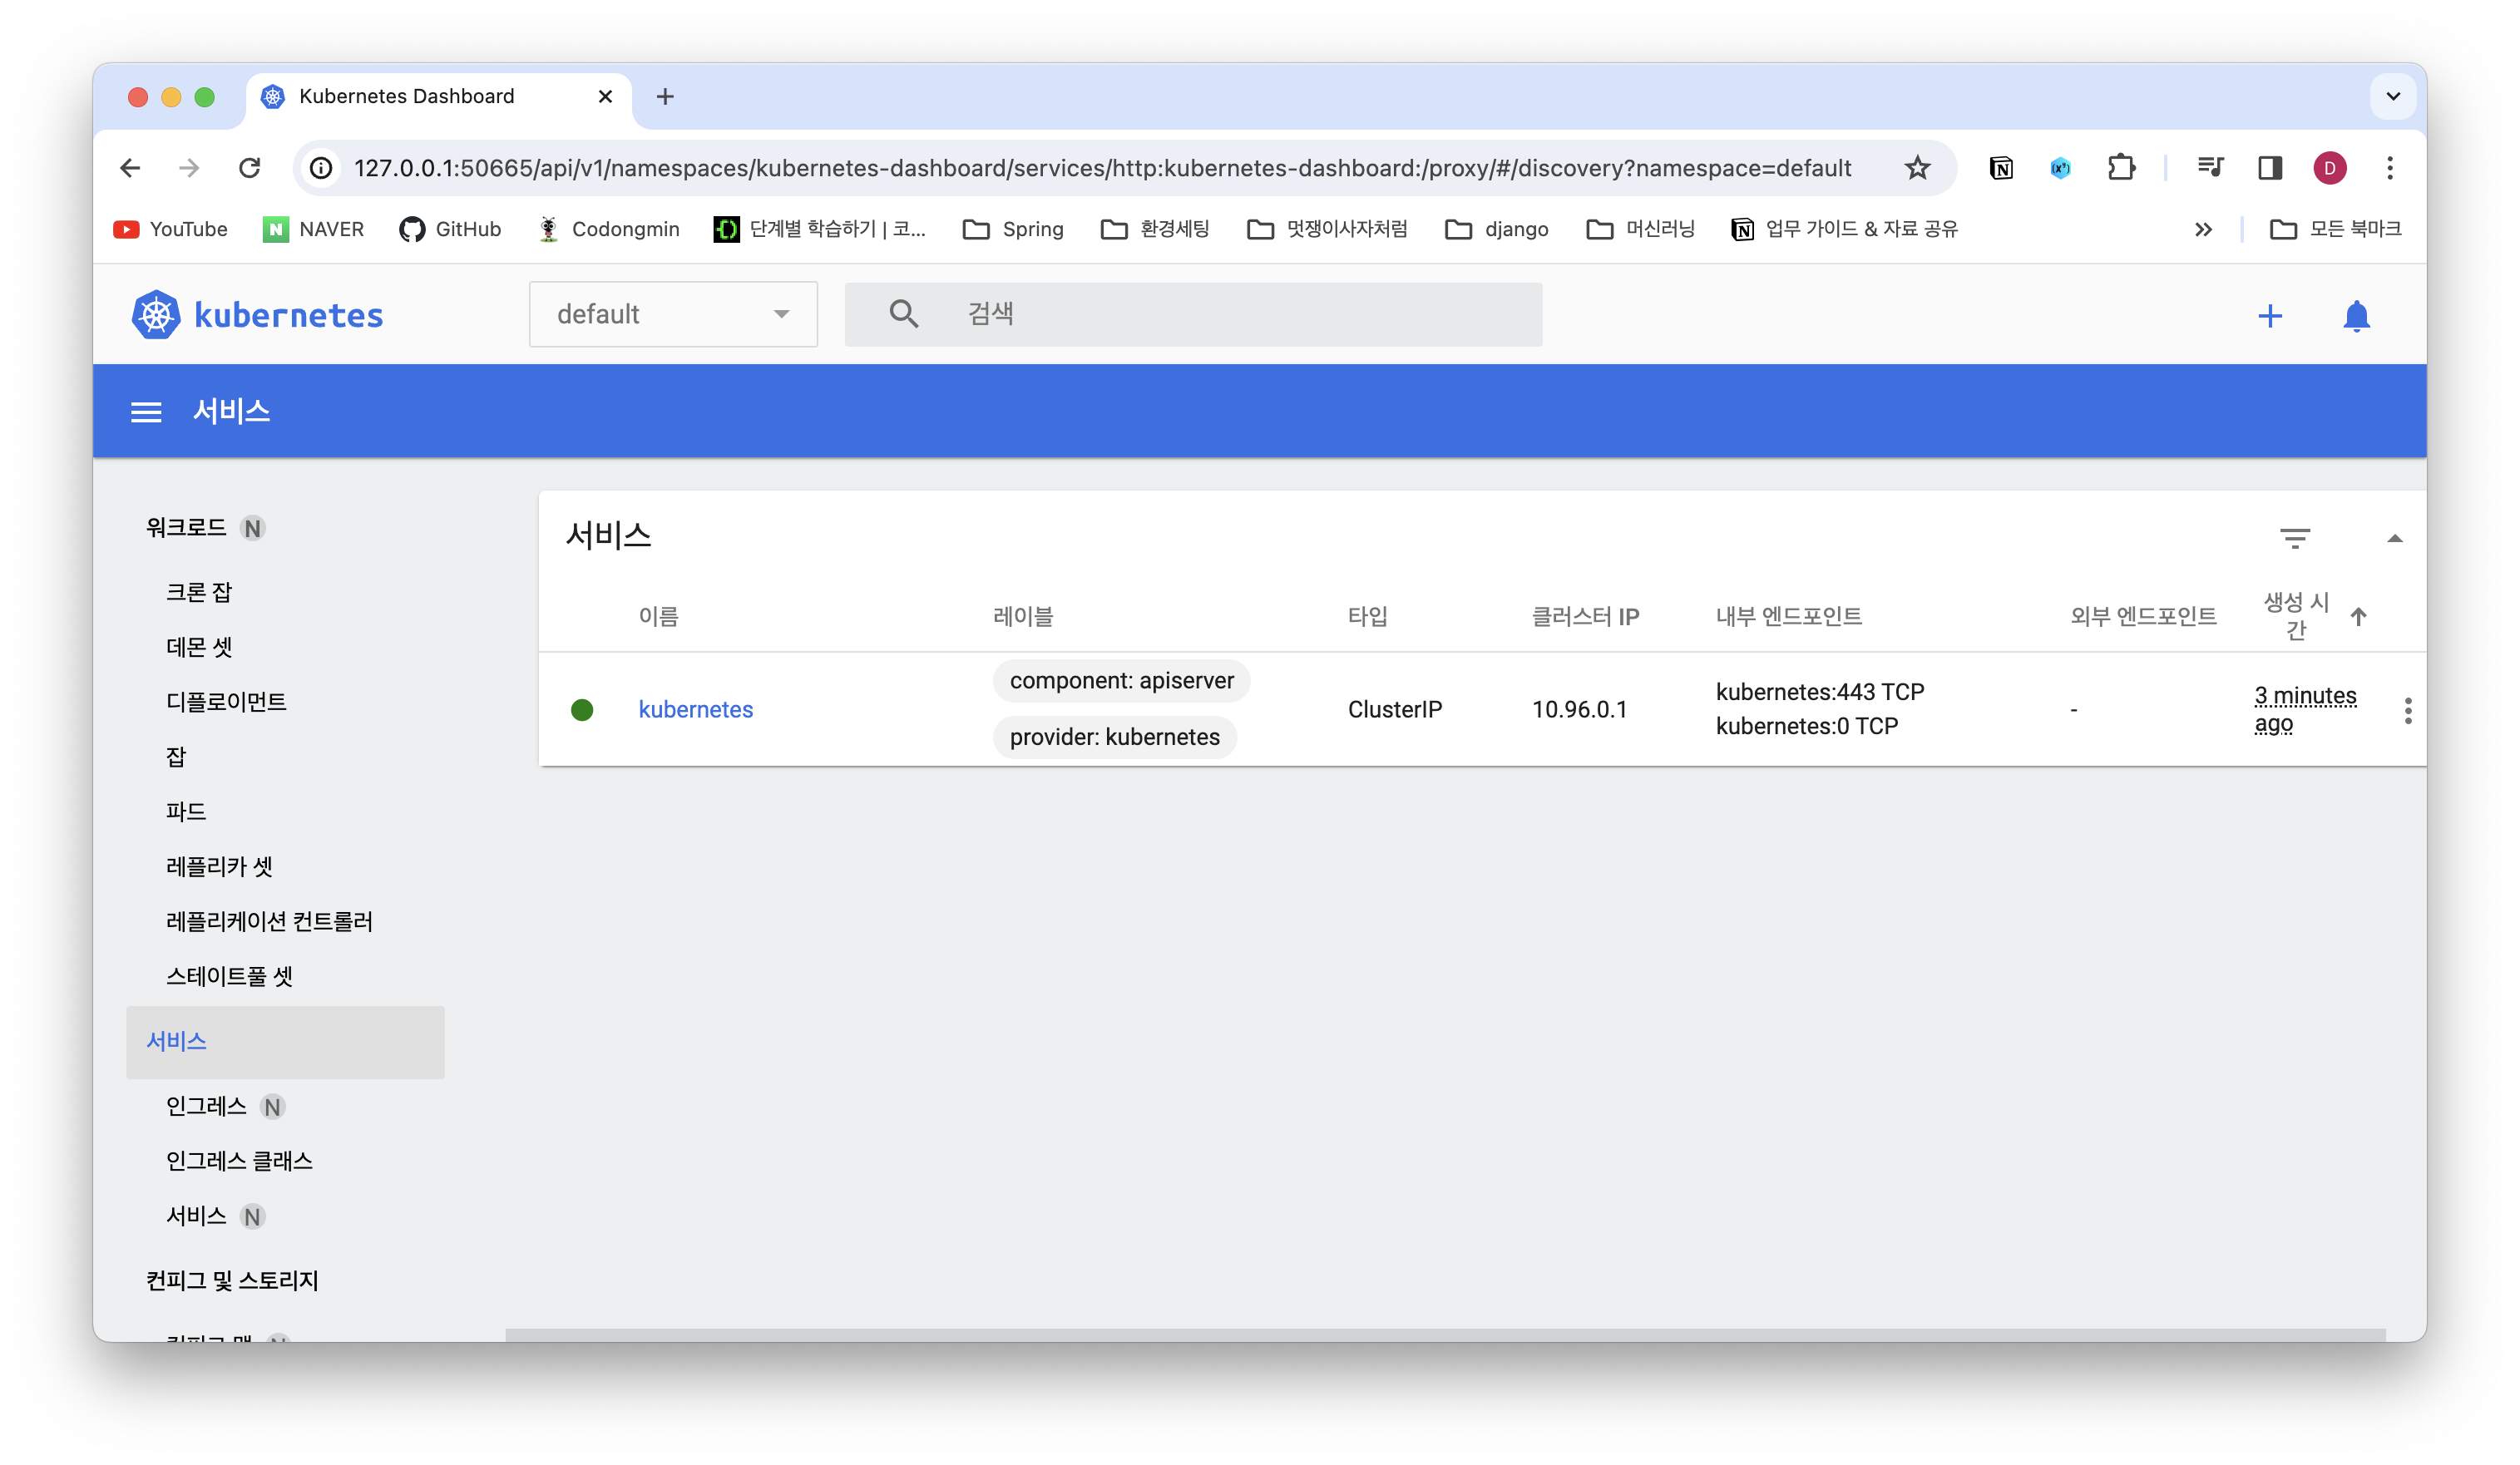 Kubernetes Dashboard
127.0.0.1:50665/api/v1/namespaces/kubernetes-dashboard/services/http:kubernetes-dashboard:/proxy/#/discovery?namespace=default
D
YouTube
N NAVER
GitHub
Codongmin
단계별 학습하기 | 코...
Spring
환경세팅
멋쟁이사자처럼
django
머신러닝
업무 가이드 & 자료 공유
모든 북마크
kubernetes
default
검색
서비스
워크로드 N
크론 잡
데몬 셋
디플로이먼트
잡
파드
레플리카 셋
레플리케이션 컨트롤러
스테이트풀 셋
서비스
인그레스 N
인그레스 클래스
서비스 N
컨피그 및 스토리지
서비스
이름 레이블 타입 클러스터 IP 내부 엔드포인트 외부 엔드포인트 생성 시
간
kubernetes
component: apiserver
provider: kubernetes
ClusterIP
10.96.0.1
kubernetes:443 TCP
kubernetes:0 TCP
-
3 minutes
ago